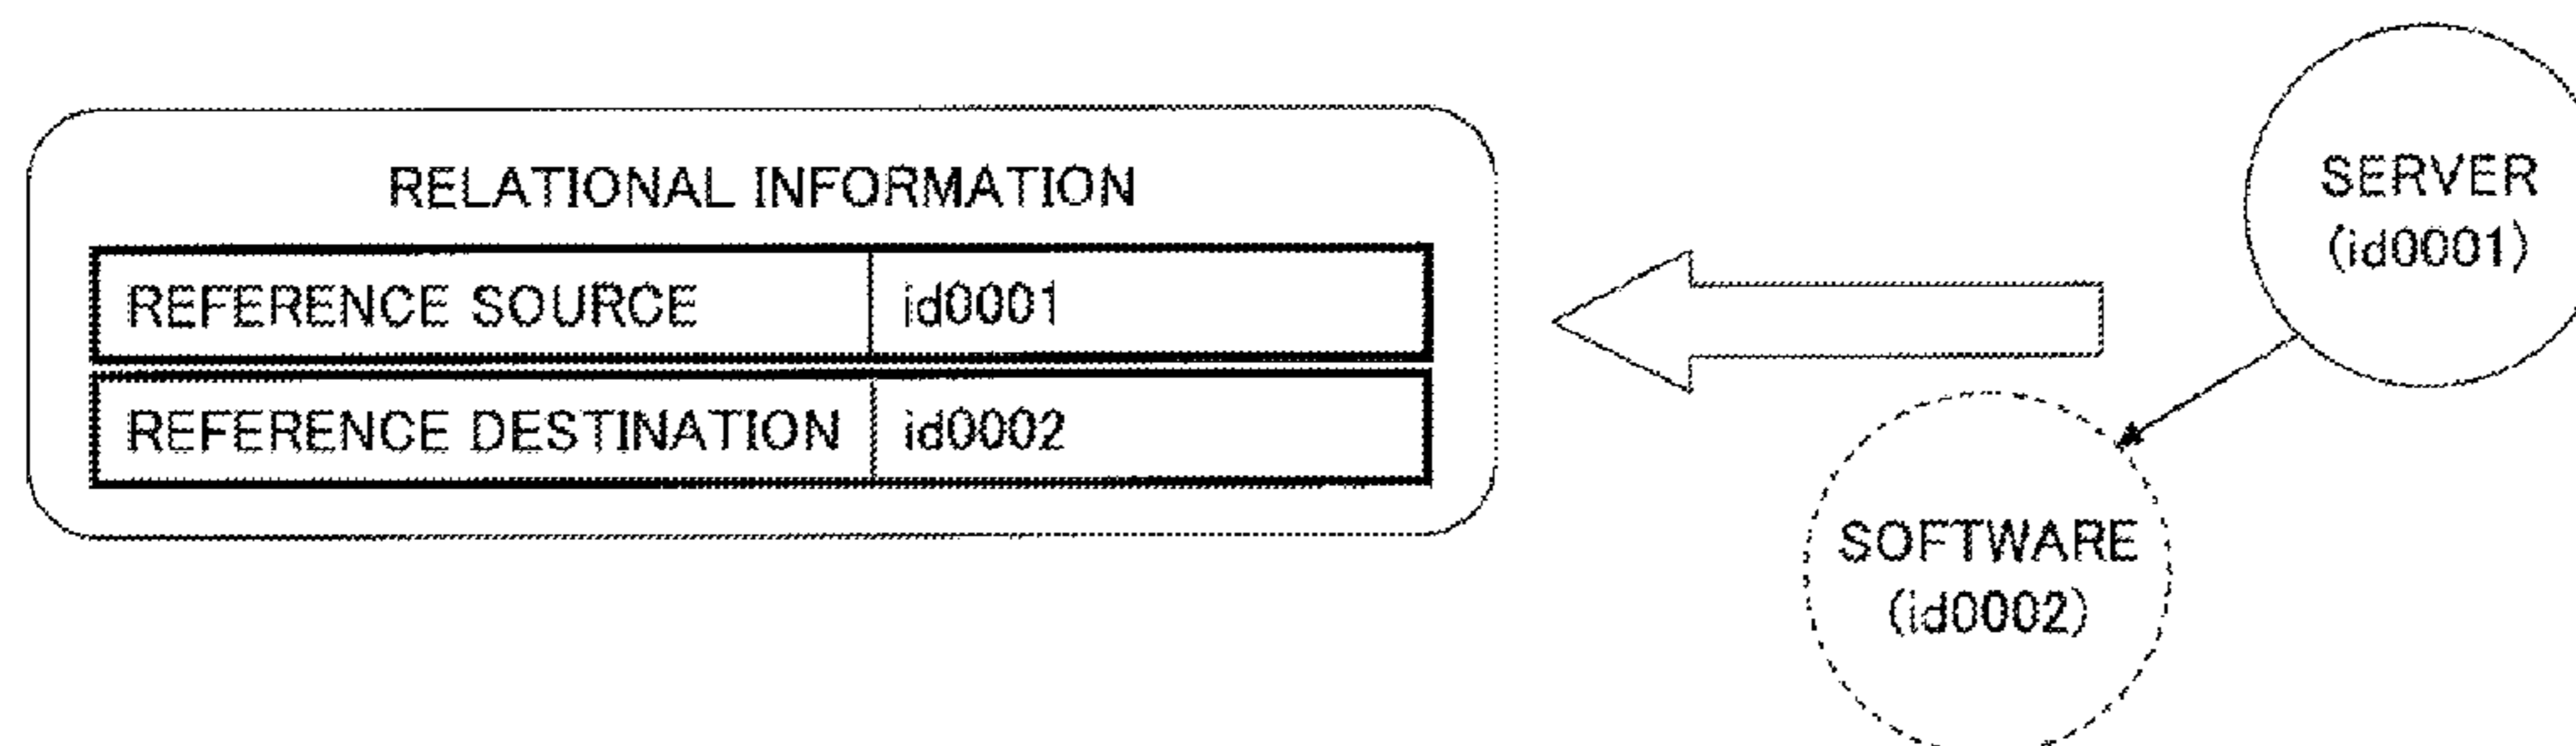 RELATIONAL INFORMATION
REFERENCE SOURCE id0001
REFERENCE DESTINATION id0002
SERVER
(id0001)
SOFTWARE
(id0002)